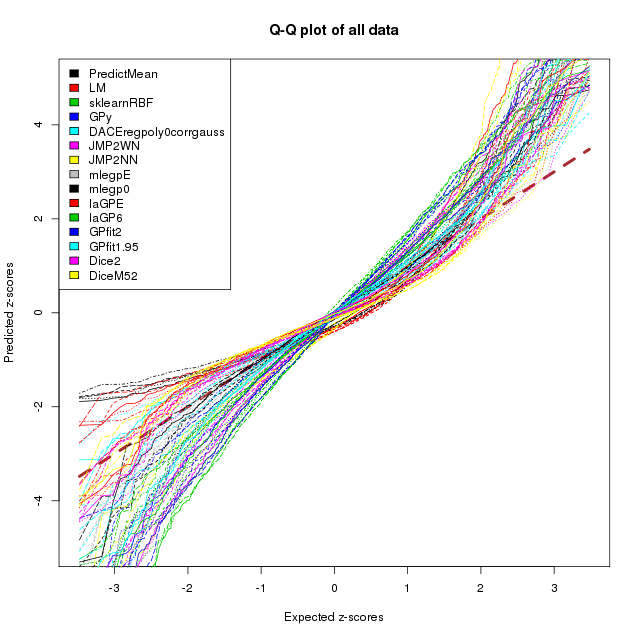 Q-Q plot of all data
PredictMean
LM
sklearnRBF
GPy
DACEregpoly0corrgauss
JMP2WN
JMP2NN
mlegpE
mlegp0
laGPE
laGP6
GPfit2
GPfit1.95
Dice2
DiceM52
Predicted z-scores
4
2
0
-2
-4
-3
-2
-1
0
1
2
3
Expected z-scores